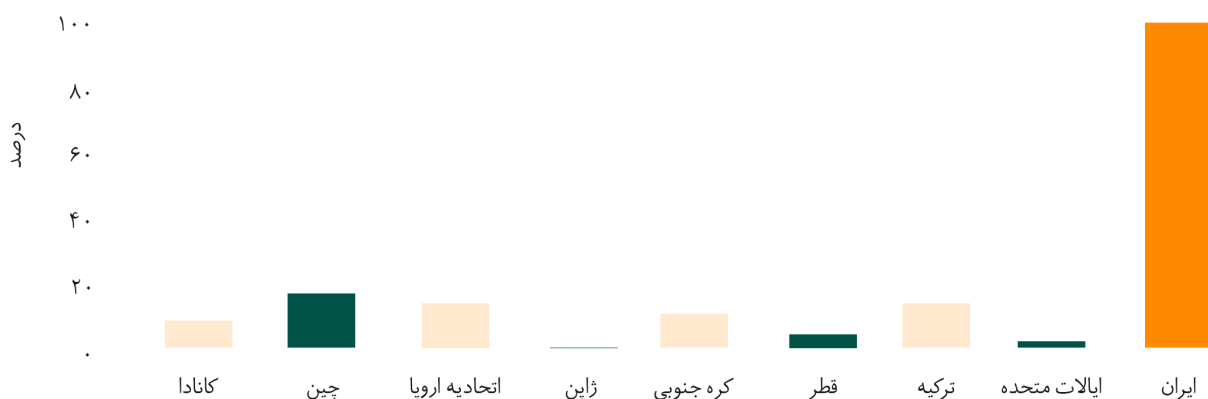 ۱۰۰
۸۰
۶۰
۴۰
۲۰
۰
درصد
ایران
ایالات متحده
ترکیه
قطر
کره جنوبی
ژاپن
اتحادیه اروپا
چین
کانادا